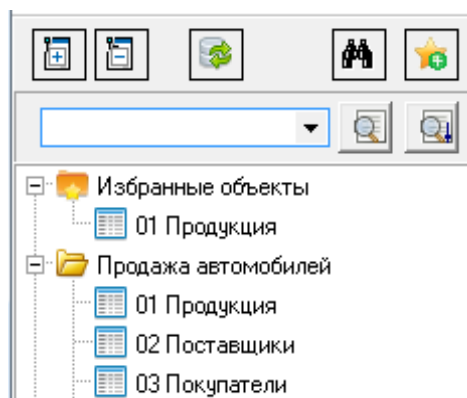 Избранные объекты
01 Продукция
Продажа автомобилей
01 Продукция
02 Поставщики
03 Покупатели